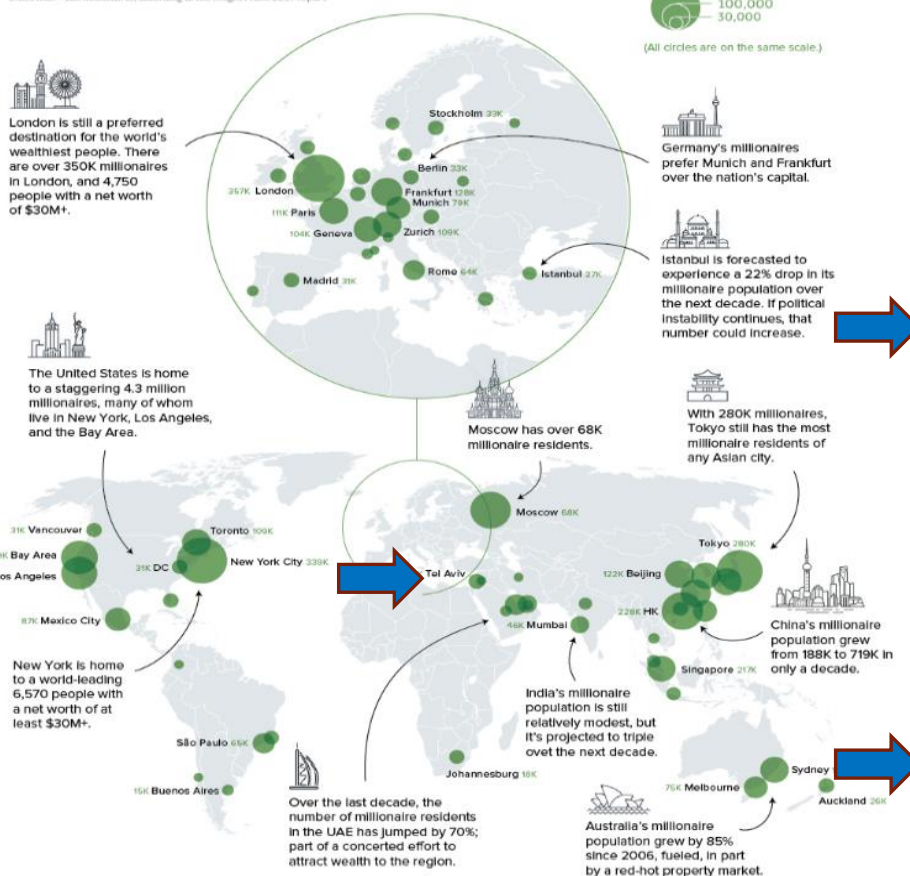 100,000
30,000
(All circles are on the same scale.)
London is still a preferred
destination for the world's
wealthiest people. There
are over 350K millionaires
in London, and 4,750
people with a net worth
of $30M+.
Stockholm 33K
Berlin 33K
357K London
Frankfurt 128K
Munich 79K
111K Paris
104K Geneva
Zurich 109K
Madrid 31K
Rome 64K
Istanbul 27K
Germany's millionaires
prefer Munich and Frankfurt
over the nation's capital.
Istanbul is forecasted to
experience a 22% drop in its
millionaire population over
the next decade. If political
instability continues, that
number could increase.
The United States is home
to a staggering 4.3 million
millionaires, many of whom
live in New York, Los Angeles,
and the Bay Area.
Moscow has over 68K
millionaire residents.
With 280K millionaires,
Tokyo still has the most
millionaire residents of
any Asian city.
31K Vancouver
Toronto 109K
Bay Area
31K DC
New York City 339K
os Angeles
87K Mexico City
Moscow 68K
Tel Aviv
46K Mumbai
Tokyo 280K
122K Beijing
228K HK
Singapore 217K
China's millionaire
population grew
from 188K to 719K in
only a decade.
New York is home
to a world-leading
6,570 people with
a net worth of at
least $30M+.
India's millionaire
population is still
relatively modest, but
it's projected to triple
ovet the next decade.
São Paulo 65K
15K Buenos Aires
Johannesburg 18K
Over the last decade, the
number of millionaire residents
in the UAE has jumped by 70%;
part of a concerted effort to
attract wealth to the region.
75K Melbourne
Sydney
Auckland 26K
Australia's millionaire
population grew by 85%
since 2006, fueled, in part
by a red-hot property market.